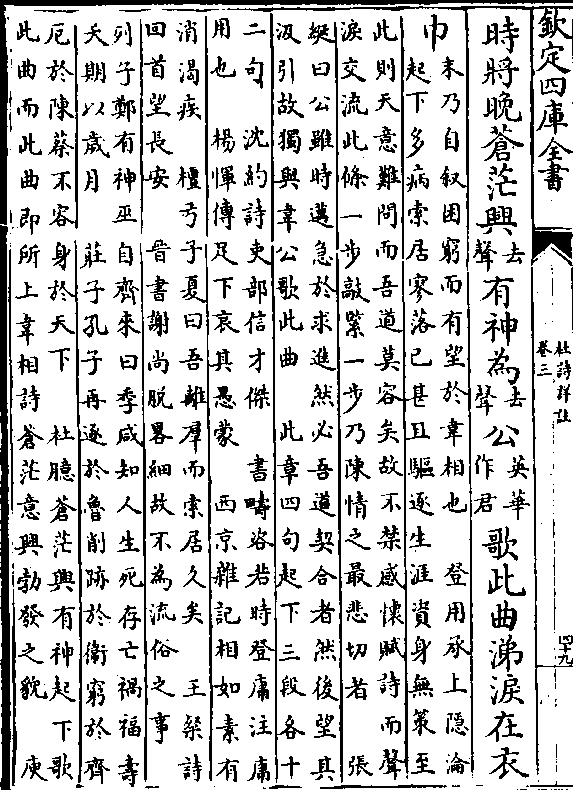 欽定四庫全書
杜詩詳註
卷三
四十九
時將晚蒼茫興去聲有神為去聲公英華作君歌此曲涕淚在衣
巾
末乃自叙困窮而有望於韋相也 登用承上隱淪
起下多病索居寥落已甚且驅逐生涯資身無策至
此則天意難問而吾道莫容矣故不禁感懷賦詩而聲
淚交流此條一步敲緊一步乃陳情之最悲切者 張
綖曰公雖時邁急於求進然必吾道契合者然後望其
汲引故獨與韋公歌此曲 此章四句起下三段各十
二句 沈約詩吏部信才傑 書疇咨若時登庸注庸
用也 楊惲傳足下哀其愚蒙 西京雜記相如素有
消渴疾 檀弓子夏曰吾離羣而索居久矣 王粲詩
回首望長安 晉書謝尚脱畧細故不為流俗之事
列子鄭有神巫自齊來曰季咸知人生死存亡禍福壽
夭期以歲月 莊子孔子再逐於魯削跡於衛窮於齊
厄於陳蔡不容身於天下 杜臆蒼茫興有神起下歌
此曲而此曲即所上韋相詩蒼茫意興勃發之貌 庾